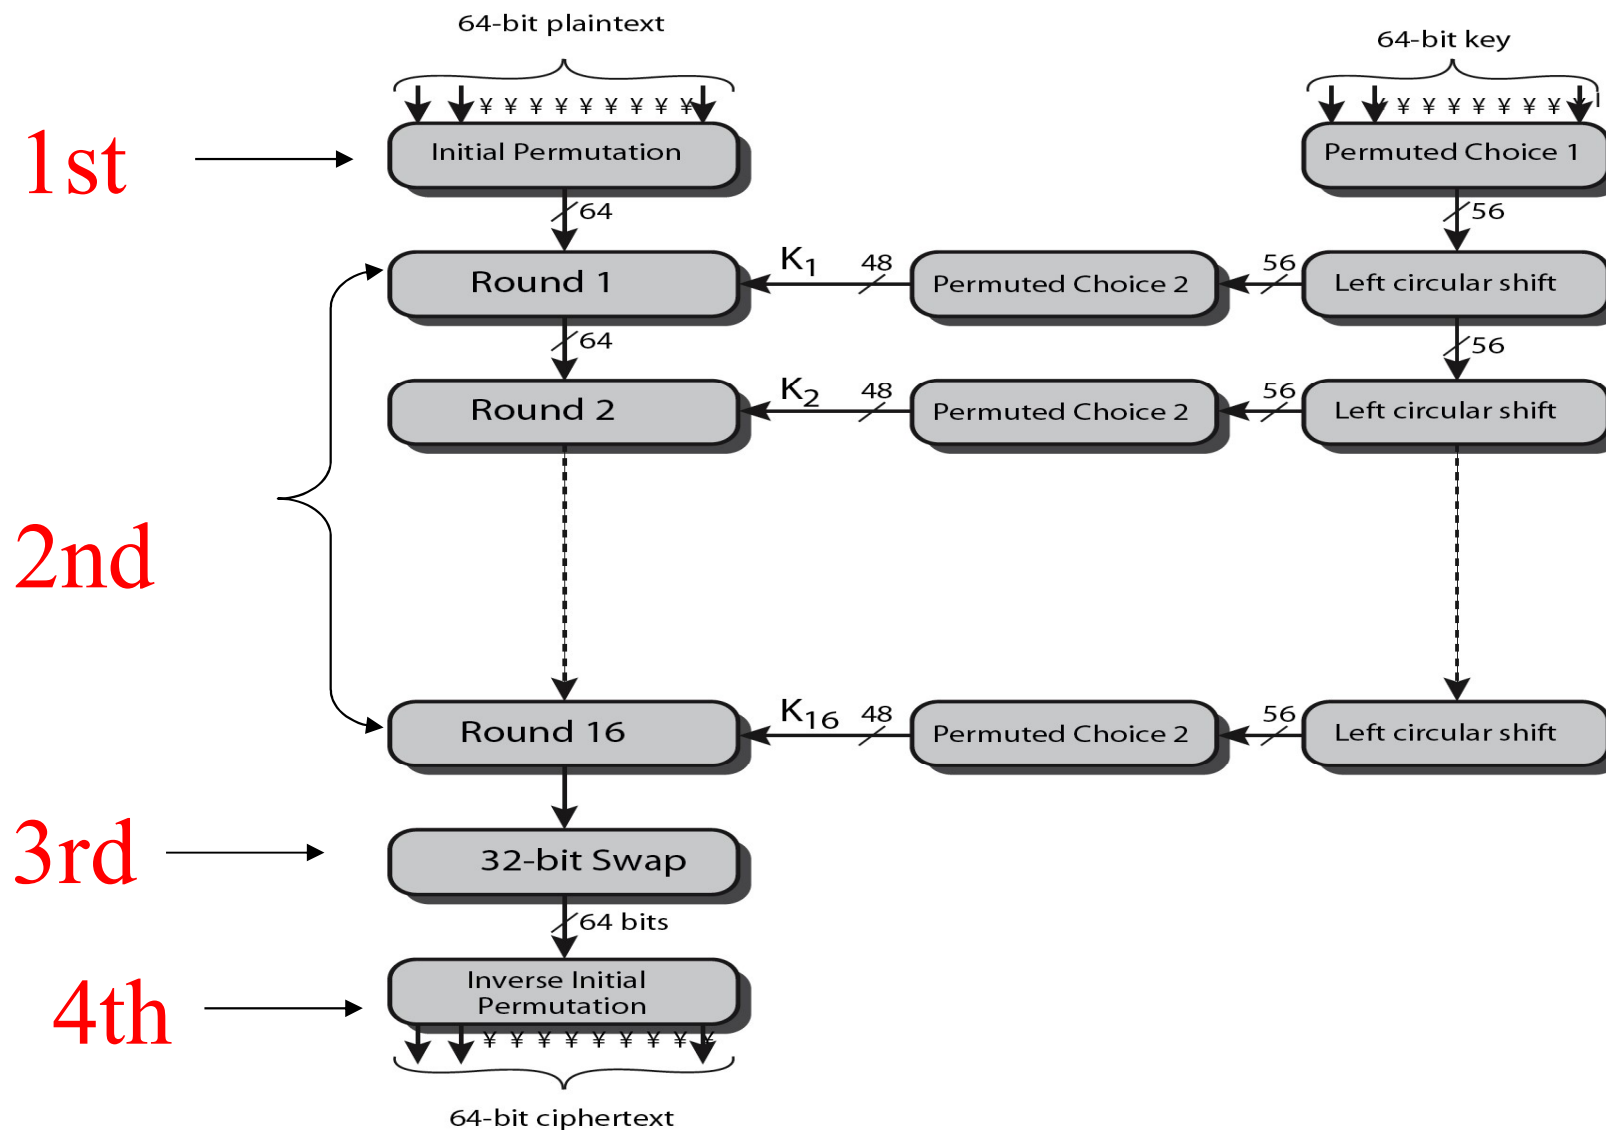 64-bit plaintext
64-bit key
¥ ¥ ¥ ¥ ¥ ¥ ¥ ¥ ¥
¥ ¥ ¥ ¥ ¥ ¥ ¥ ¥ ¥
1st
Initial Permutation
Permuted Choice 1
64
56
Round 1
K1
48
Permuted Choice 2
56
Left circular shift
64
56
Round 2
K2
48
Permuted Choice 2
56
Left circular shift
2nd
Round 16
K16
48
Permuted Choice 2
56
Left circular shift
3rd
32-bit Swap
64 bits
4th
Inverse Initial
Permutation
¥ ¥ ¥ ¥ ¥ ¥ ¥ ¥ ¥
64-bit ciphertext